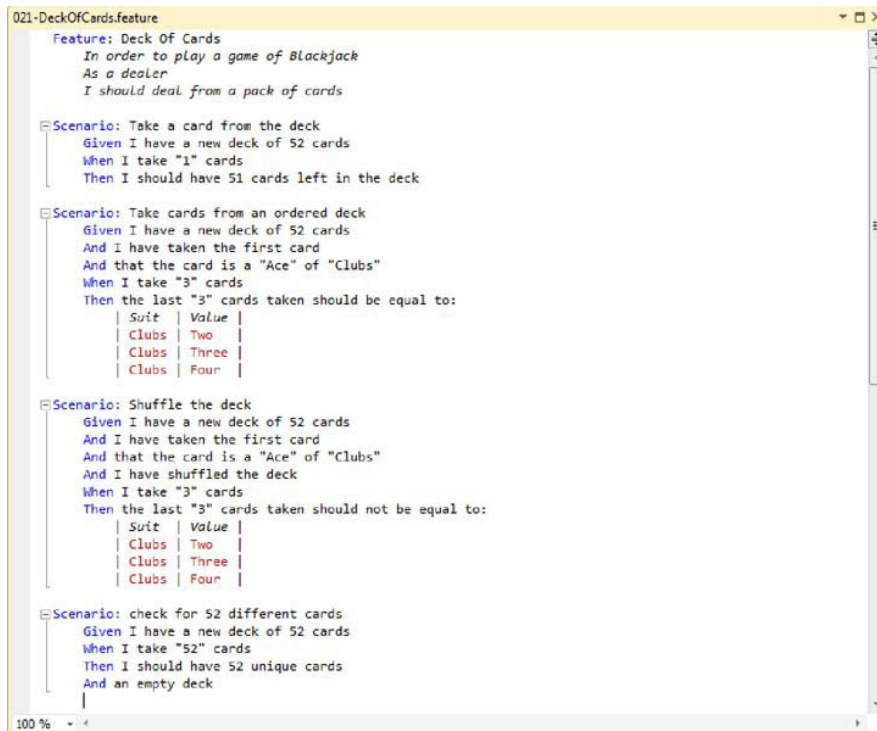 021-DeckOfCards.feature
Feature: Deck Of Cards
In order to play a game of Blackjack
As a dealer
I should deal from a pack of cards
Scenario: Take a card from the deck
Given I have a new deck of 52 cards
When I take "1" cards
Then I should have 51 cards left in the deck
Scenario: Take cards from an ordered deck
Given I have a new deck of 52 cards
And I have taken the first card
And that the card is a "Ace" of "Clubs"
When I take "3" cards
Then the last "3" cards taken should be equal to:
| Suit | Value |
| Clubs | Two |
| Clubs | Three |
| Clubs | Four |
Scenario: Shuffle the deck
Given I have a new deck of 52 cards
And I have taken the first card
And that the card is a "Ace" of "Clubs"
And I have shuffled the deck
When I take "3" cards
Then the last "3" cards taken should not be equal to:
| Suit | Value |
| Clubs | Two |
| Clubs | Three |
| Clubs | Four |
Scenario: check for 52 different cards
Given I have a new deck of 52 cards
When I take "52" cards
Then I should have 52 unique cards
And an empty deck
100 %